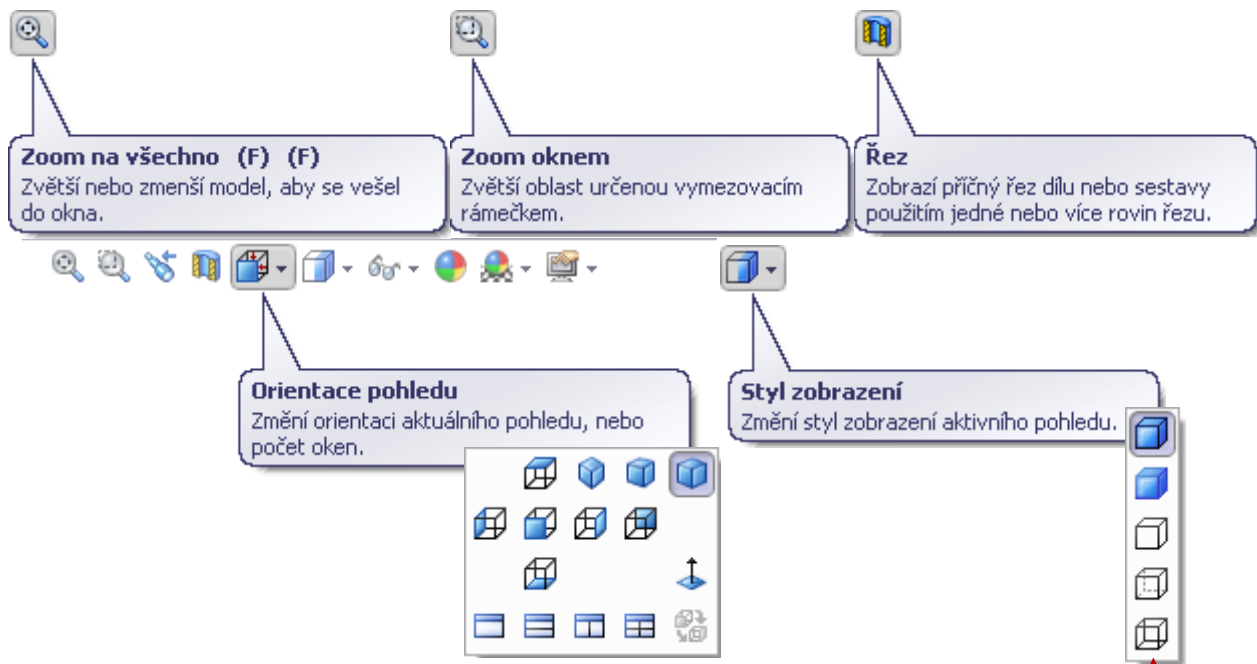 Zoom na všechno (F) (F)
Zvětší nebo zmenší model, aby se vešel
do okna.
Zoom oknem
Zvětší oblast určenou vymezovacím
rámečkem.
Řez
Zobrazí příčný řez dílu nebo sestavy
použitím jedné nebo více rovin řezu.
Orientace pohledu
Změní orientaci aktuálního pohledu, nebo
počet oken.
Styl zobrazení
Změní styl zobrazení aktivního pohledu.